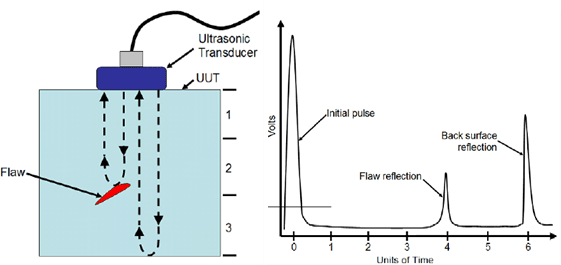 Ultrasonic
Transducer
UUT
1
2
3
Flaw
Volts
Initial pulse
Flaw reflection
Back surface
reflection
0 1 2 3 4 5 6
Units of Time